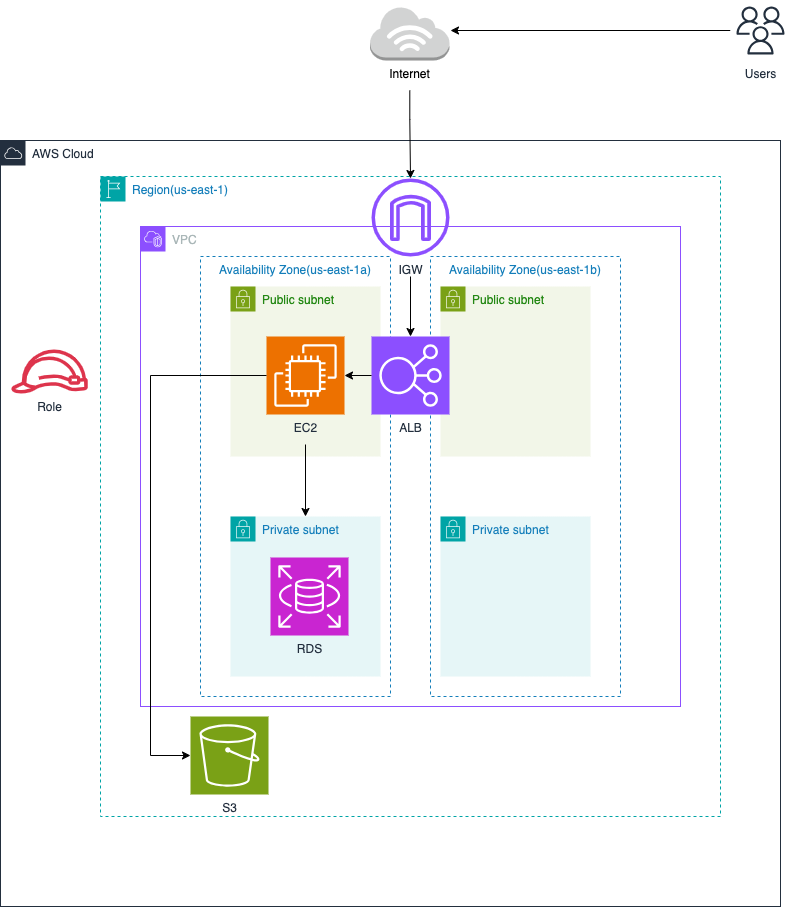 Internet
Users
AWS Cloud
Region(us-east-1)
VPC
Availability Zone(us-east-1a)
IGW
Availability Zone(us-east-1b)
Public subnet
Public subnet
Role
EC2
ALB
Private subnet
Private subnet
RDS
S3